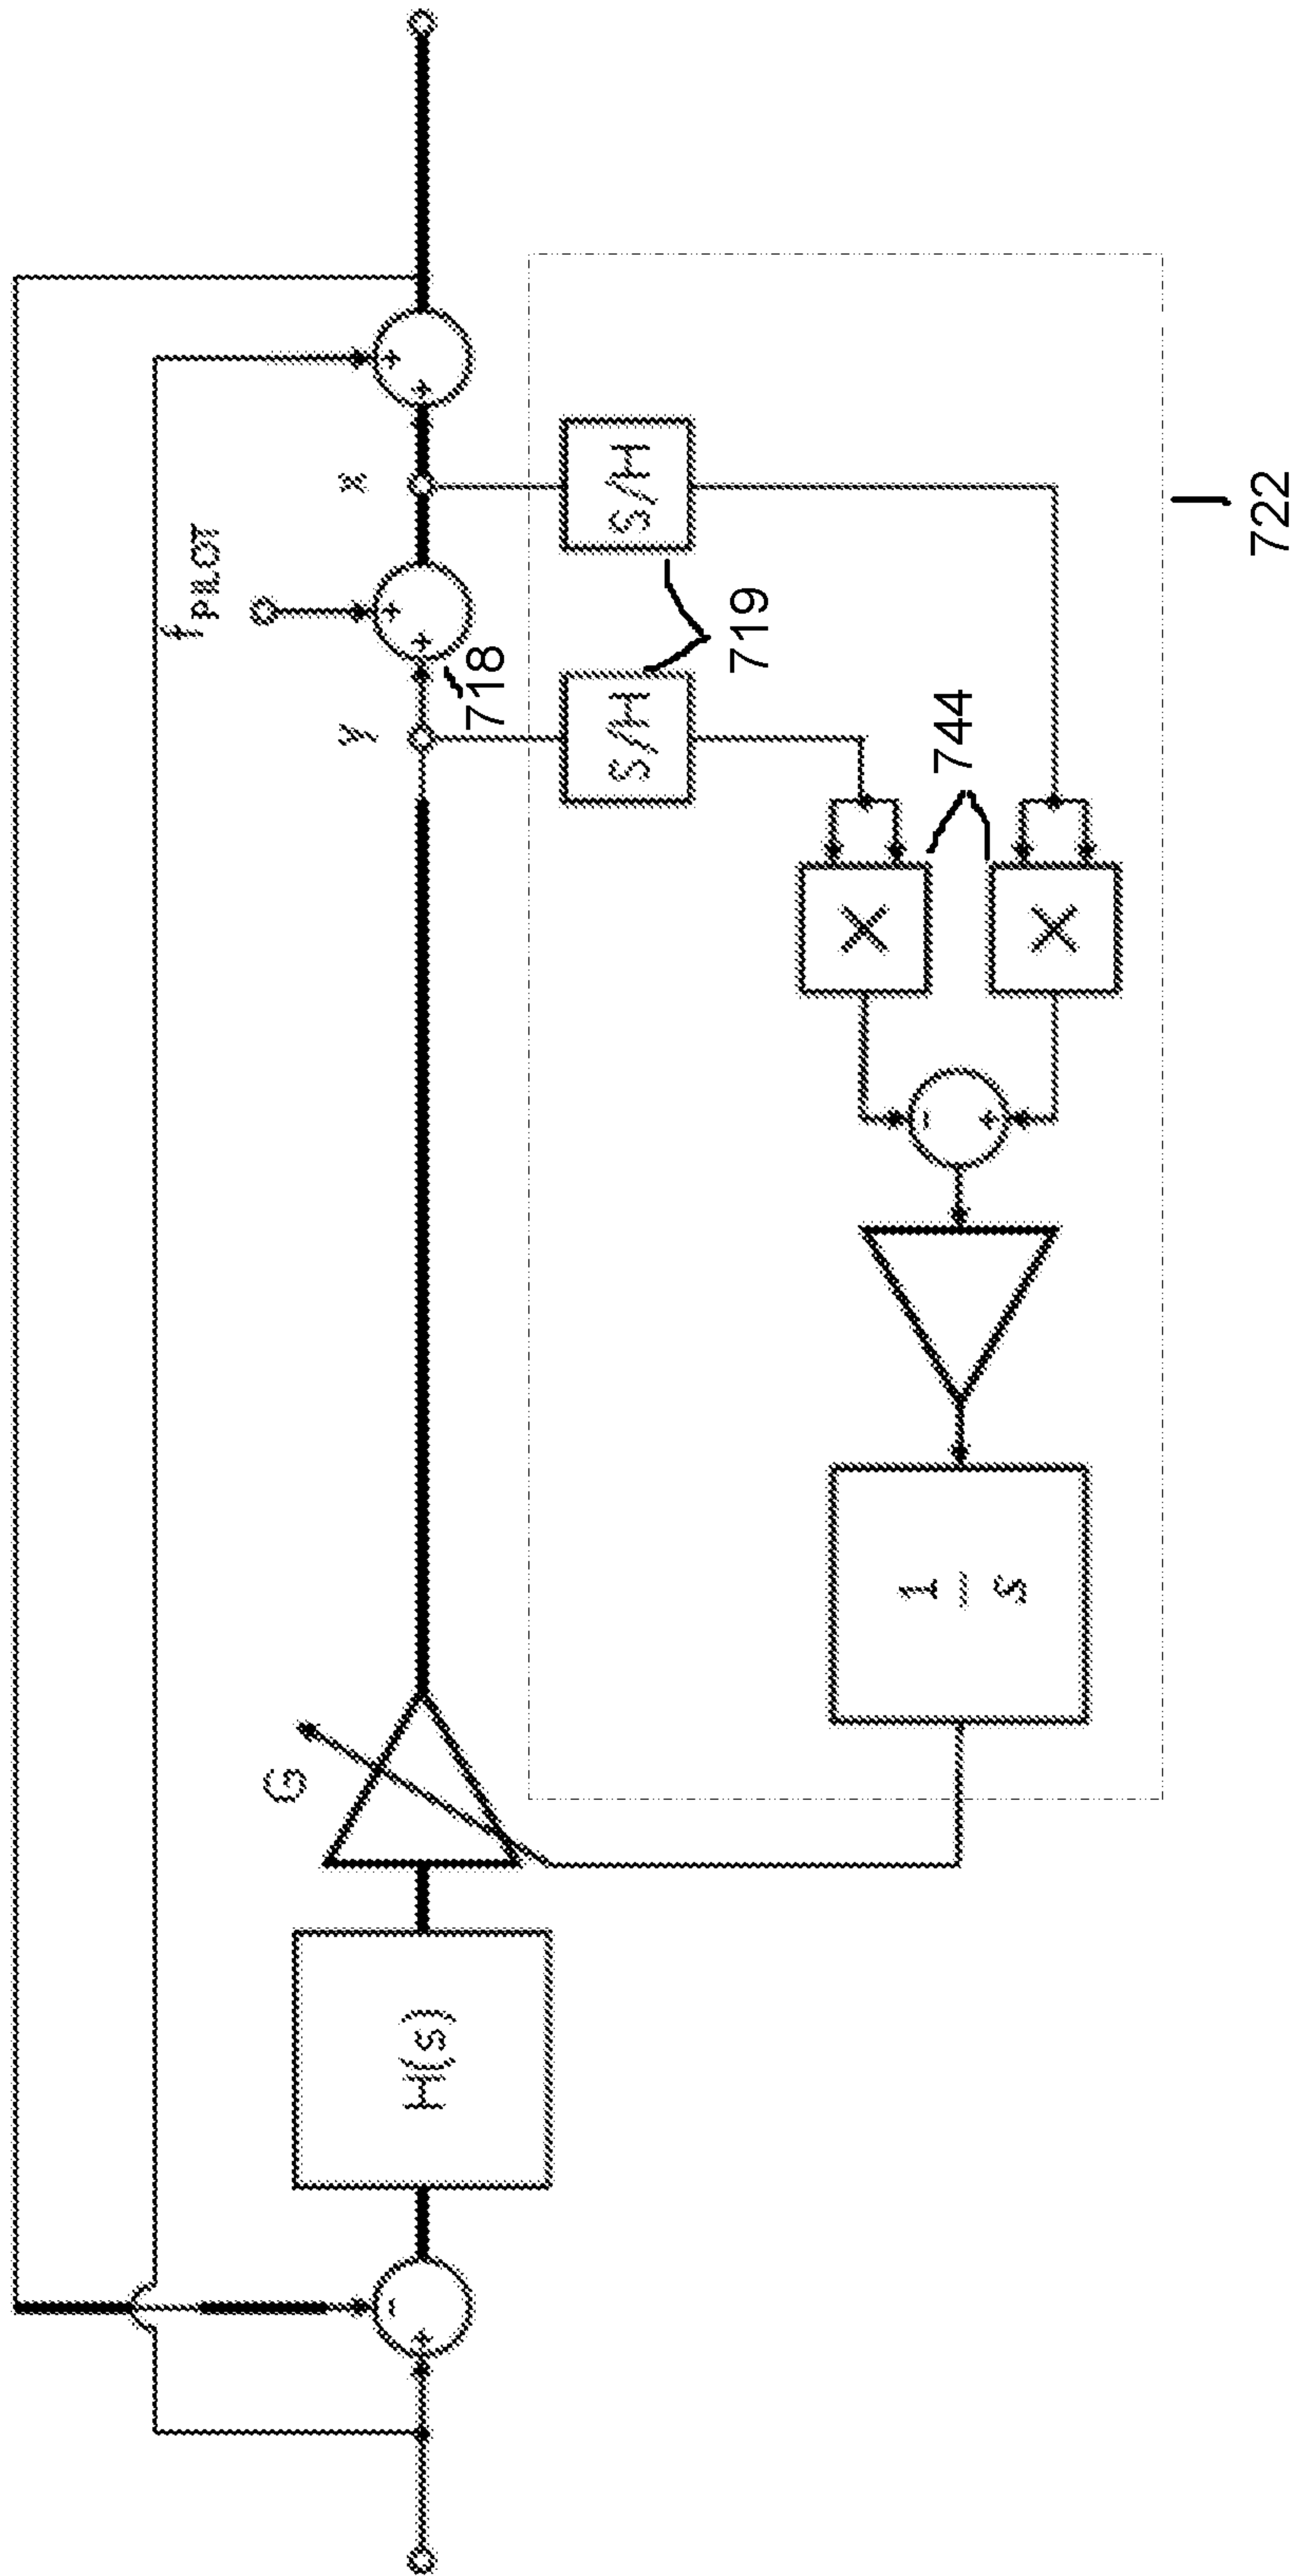 f PILOT
x
+
+
+
+
y
718
S/H
S/H
719
744
722
X
X
-
+
G
1
s
H(s)
-
+